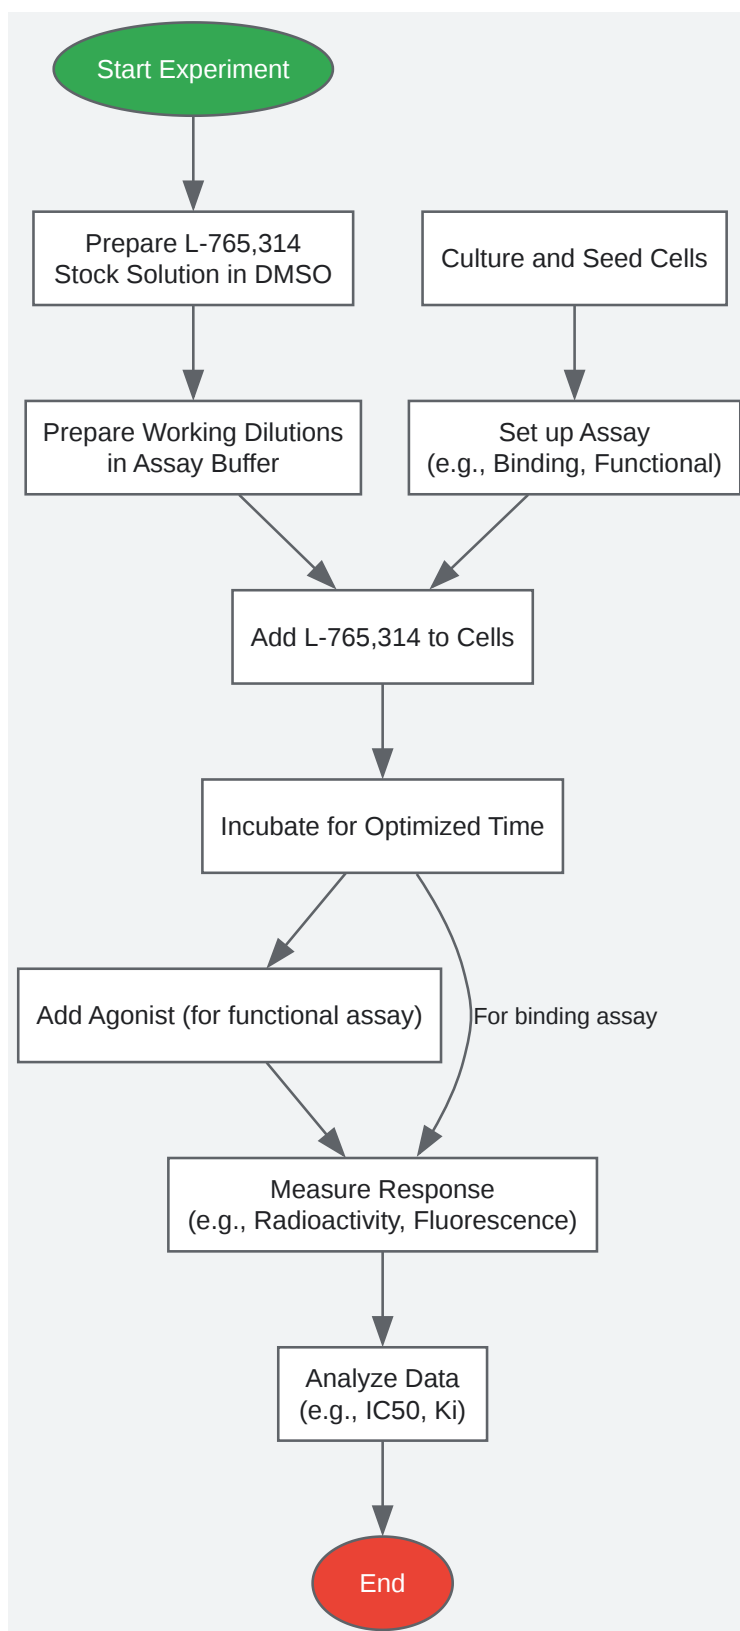 Start Experiment
Prepare L-765,314
Stock Solution in DMSO
Culture and Seed Cells
Prepare Working Dilutions
in Assay Buffer
Set up Assay
(e.g., Binding, Functional)
Add L-765,314 to Cells
Incubate for Optimized Time
Add Agonist (for functional assay)
For binding assay
Measure Response
(e.g., Radioactivity, Fluorescence)
Analyze Data
(e.g., IC50, Ki)
End